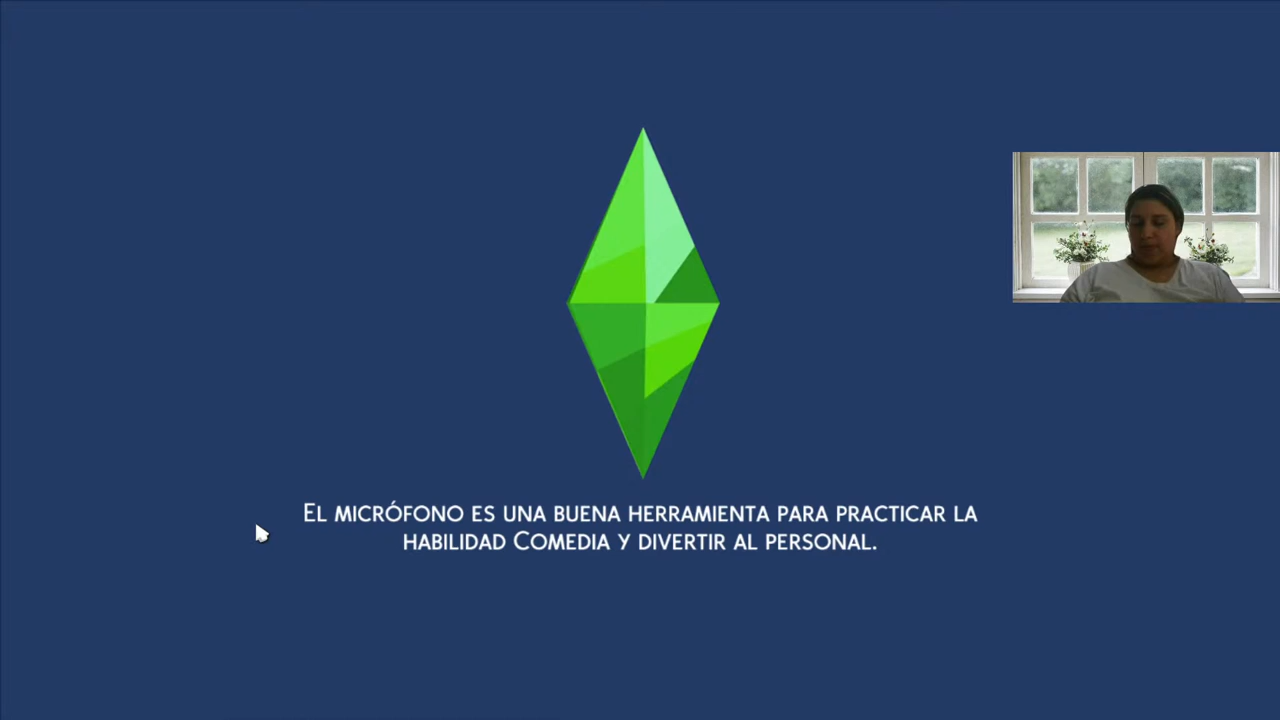 El micrófono es una buena herramienta para practicar la
habilidad Comedia y divertir al personal.